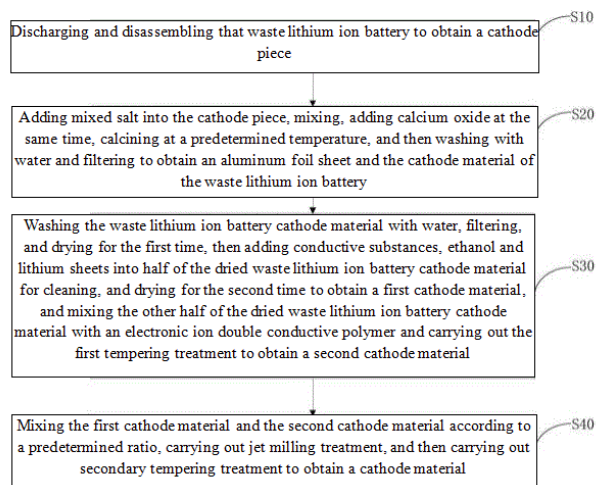 S10
Discharging and disassembling that waste lithium ion battery to obtain a cathode
piece
S20
Adding mixed salt into the cathode piece, mixing, adding calcium oxide at the
same time, calcining at a predetermined temperature, and then washing with
water and filtering to obtain an aluminum foil sheet and the cathode material of
the waste lithium ion battery
Washing the waste lithium ion battery cathode material with water, filtering,
and drying for the first time, then adding conductive substances, ethanol and
lithium sheets into half of the dried waste lithium ion battery cathode material
S30
for cleaning, and drying for the second time to obtain a first cathode material,
and mixing the other half of the dried waste lithium ion battery cathode
material with an electronic ion double conductive polymer and carrying out the
first tempering treatment to obtain a second cathode material
S40
Mixing the first cathode material and the second cathode material according to
a predetermined ratio, carrying out jet milling treatment, and then carrying out
secondary tempering treatment to obtain a cathode material